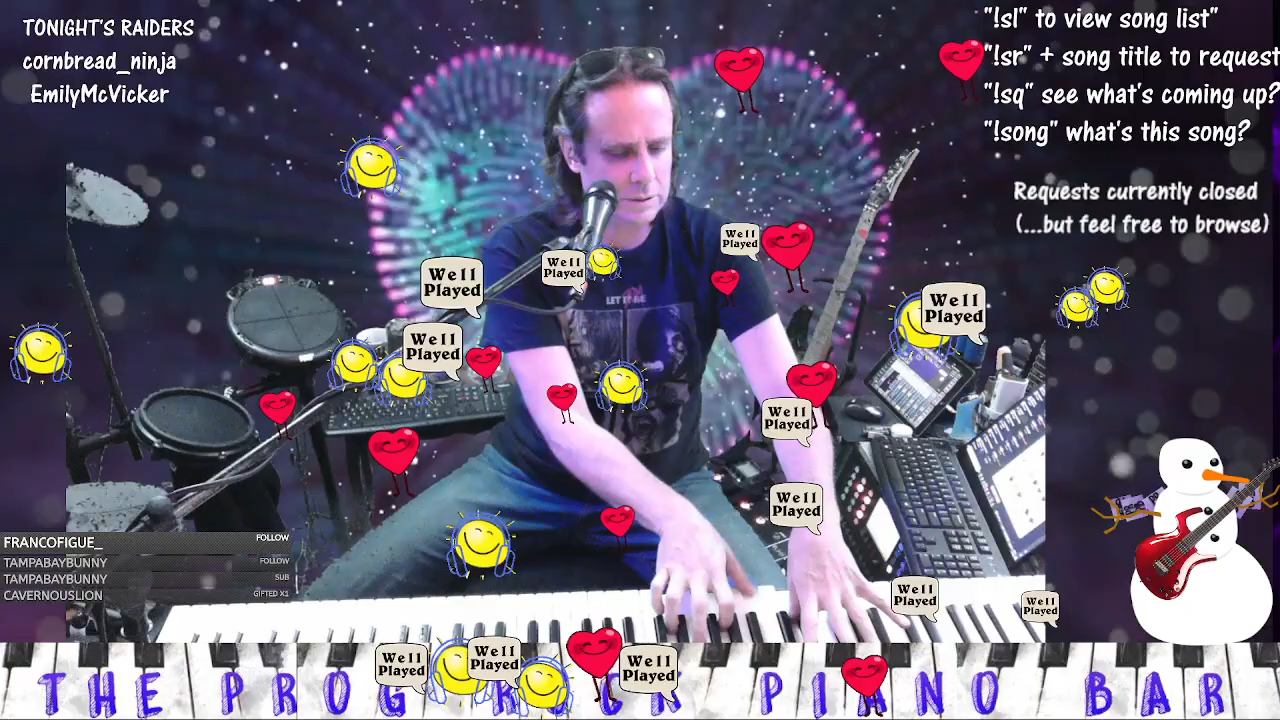 TONIGHT'S RAIDERS
cornbread_ninja
EmilyMcVicker
"!sl" to view song list"
"!sr" + song title to request
"!sq" see what's coming up?
"!song" what's this song?
Requests currently closed
(...but feel free to browse)
Well
Played
Well
Played
Well
Played
Well
Played
Well
Played
LET IT BE
Well
Played
Well
Played
FRANCOFIGUE_ FOLLOW
TAMPABAYBUNNY FOLLOW
TAMPABAYBUNNY SUB
CAVERNOUSLION GIFTED X1
Well
Played
Well
Played
Well
Played
Well
Played
Well
Played
THE PROG ROCK PIANO BAR